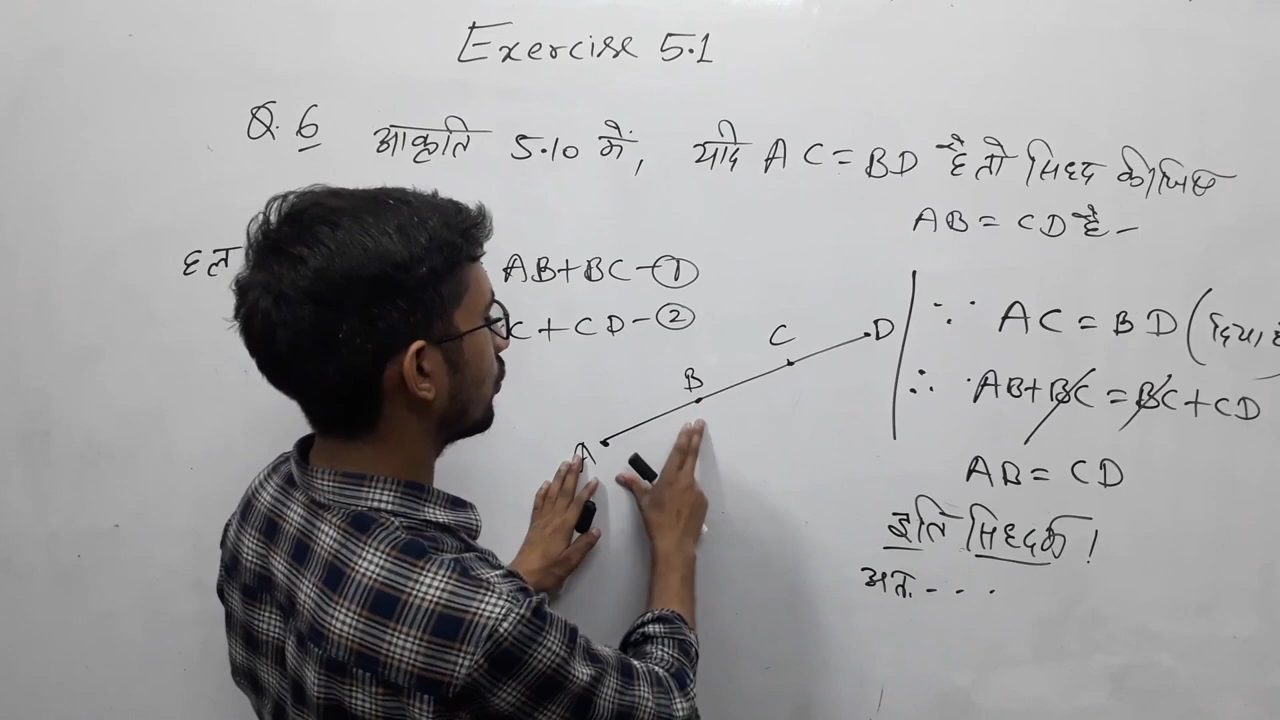 Exercise 5.1
Q. 6 आकृति 5.10 में, यदि AC = BD है तो सिद्ध कीजिए
AB = CD है -
हल
AB + BC - ①
C + CD - ②
A B C D
∵ AC = BD (दिया है
∴ AB + BC = BC + CD
AB = CD
इति सिद्धम् !
अतः - - -